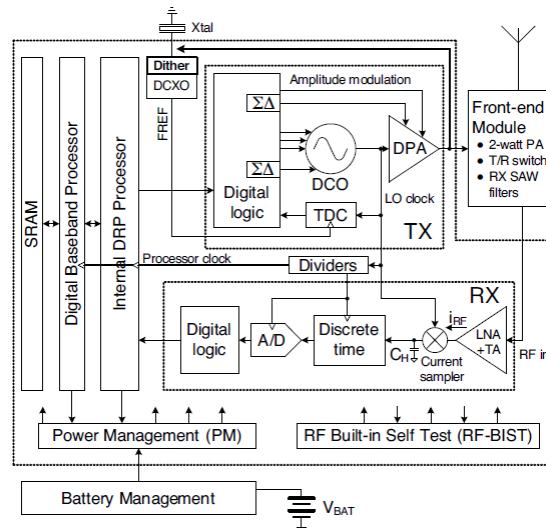 Xtal
Dither
DCXO
FREF
Amplitude modulation
ΣΔ
ΣΔ
Digital
logic
DCO
DPA
LO clock
TDC
TX
Front-end
Module
• 2-watt PA
• T/R switch
• RX SAW
filters
SRAM
Digital Baseband Processor
Internal DRP Processor
Processor clock
Dividers
RX
Digital
logic
A/D
Discrete
time
C_H
Current
sampler
i_RF
LNA
+TA
RF in
Power Management (PM)
RF Built-in Self Test (RF-BIST)
Battery Management
V_BAT